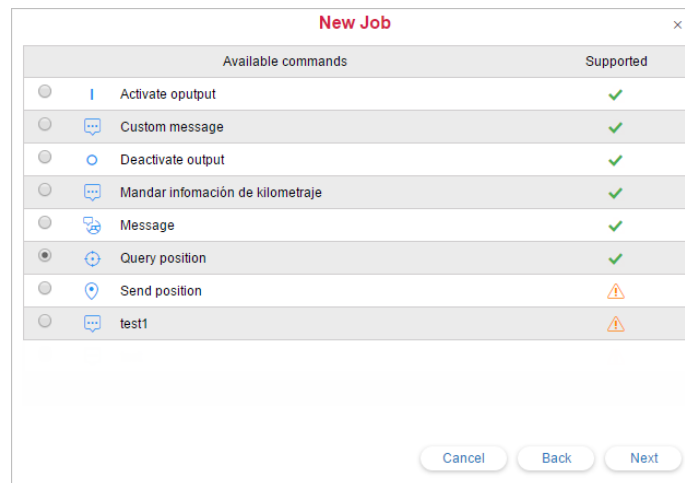 New Job
×
Available commands Supported
Activate oputput
Custom message
Deactivate output
Mandar infomación de kilometraje
Message
Query position
Send position
test1
Cancel Back Next